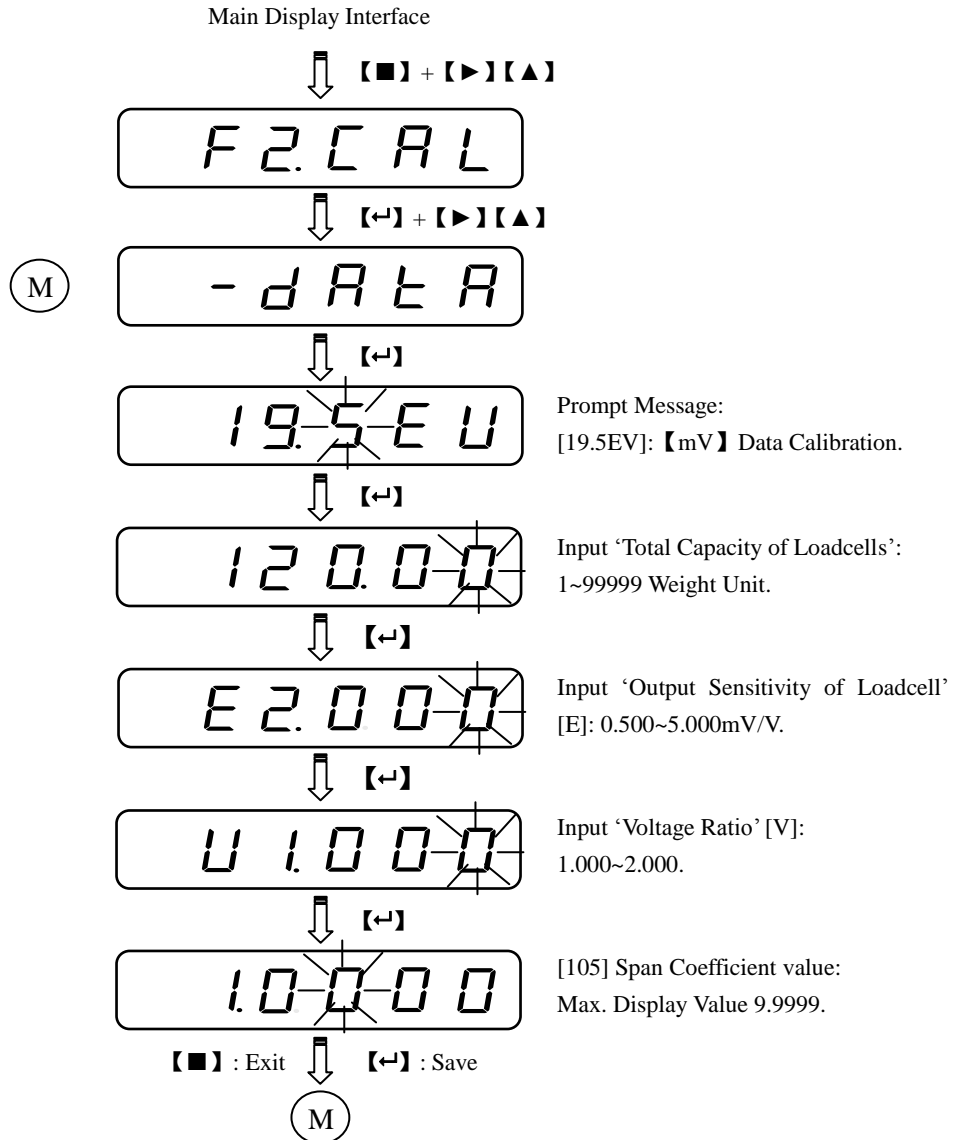 Main Display Interface
【■】 + 【►】【▲】
F2.CAL
【↵】 + 【►】【▲】
M
-dAtA
【↵】
19.5EU
Prompt Message:
[19.5EV]: 【mV】 Data Calibration.
【↵】
120.00
Input ‘Total Capacity of Loadcells’:
1~99999 Weight Unit.
【↵】
E2.000
Input ‘Output Sensitivity of Loadcell’
[E]: 0.500~5.000mV/V.
【↵】
U1.000
Input ‘Voltage Ratio’ [V]:
1.000~2.000.
【↵】
1.0000
[105] Span Coefficient value:
Max. Display Value 9.9999.
【■】 : Exit 【↵】 : Save
M